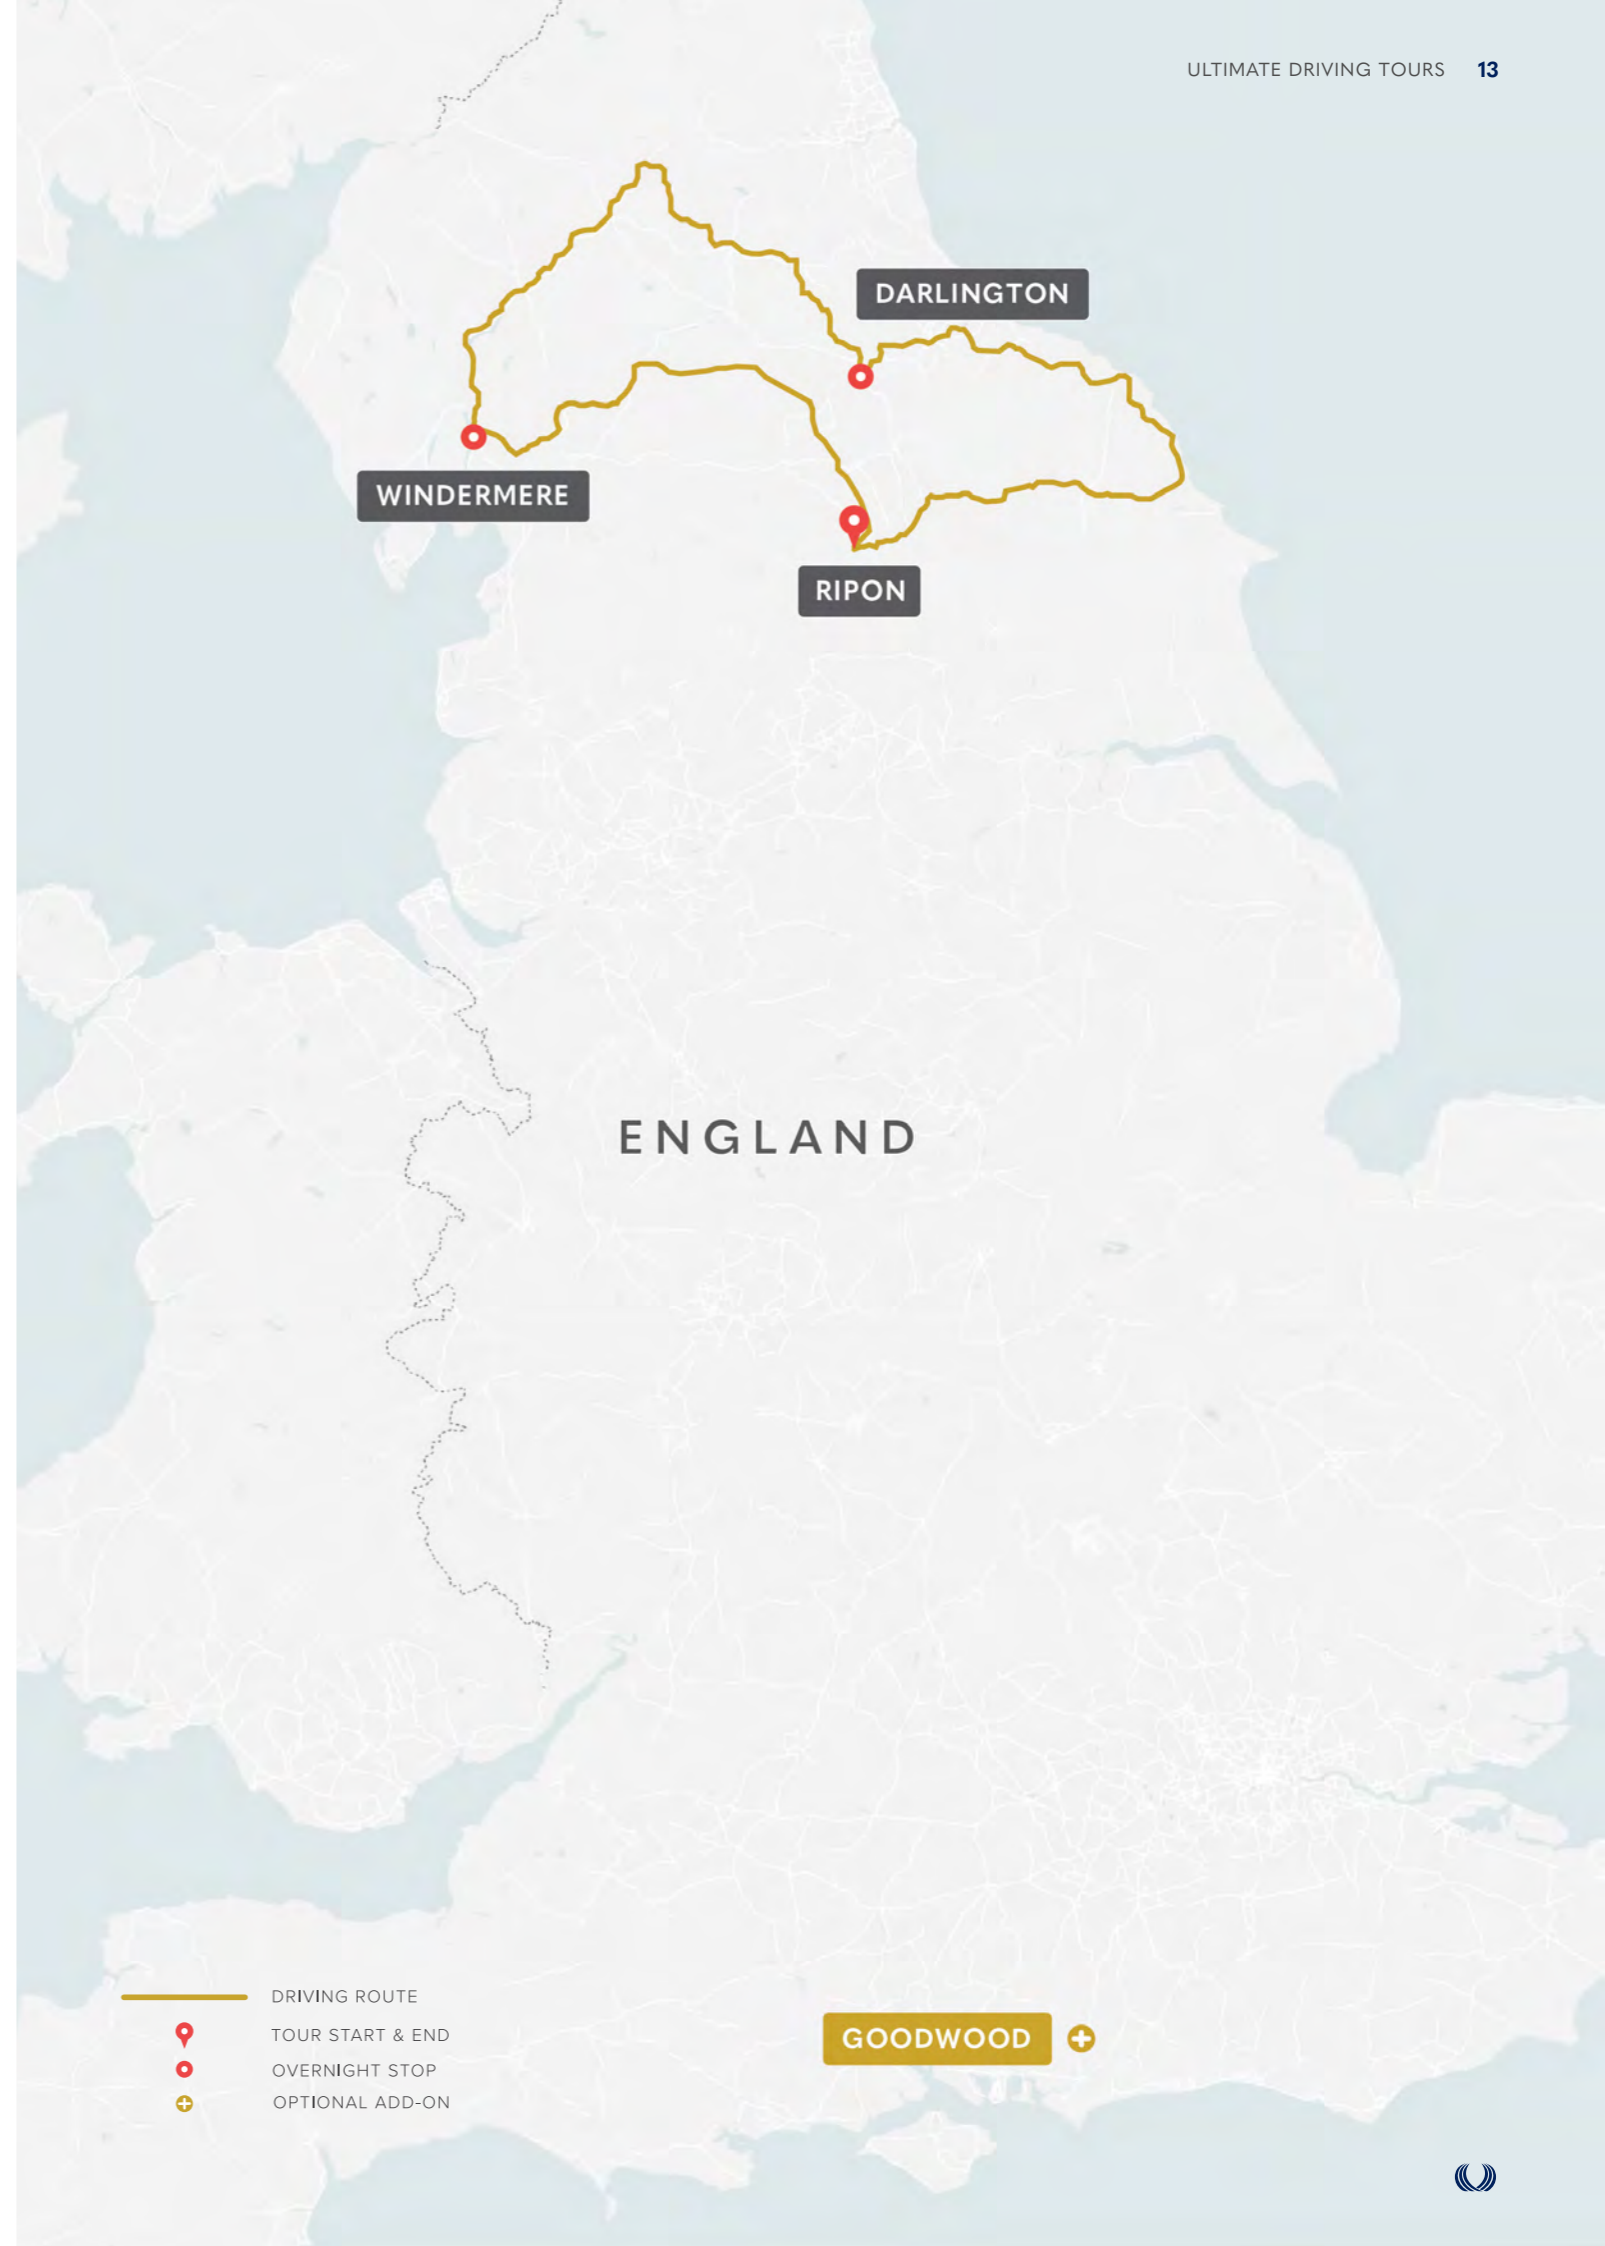 ULTIMATE DRIVING TOURS 13
DARLINGTON
WINDERMERE
RIPON
ENGLAND
DRIVING ROUTE
TOUR START & END
OVERNIGHT STOP
OPTIONAL ADD-ON
GOODWOOD